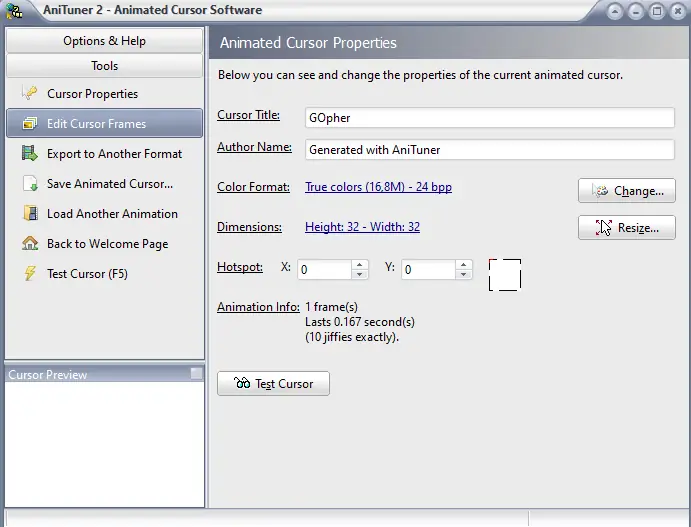 AniTuner 2 - Animated Cursor Software
Options & Help
Tools
Cursor Properties
Edit Cursor Frames
Export to Another Format
Save Animated Cursor...
Load Another Animation
Back to Welcome Page
Test Cursor (F5)
Cursor Preview
Animated Cursor Properties
Below you can see and change the properties of the current animated cursor.
Cursor Title: GOpher
Author Name: Generated with AniTuner
Color Format: True colors (16,8M) - 24 bpp Change...
Dimensions: Height: 32 - Width: 32 Resize...
Hotspot: X: 0 Y: 0
Animation Info: 1 frame(s)
Lasts 0.167 second(s)
(10 jiffies exactly).
Test Cursor